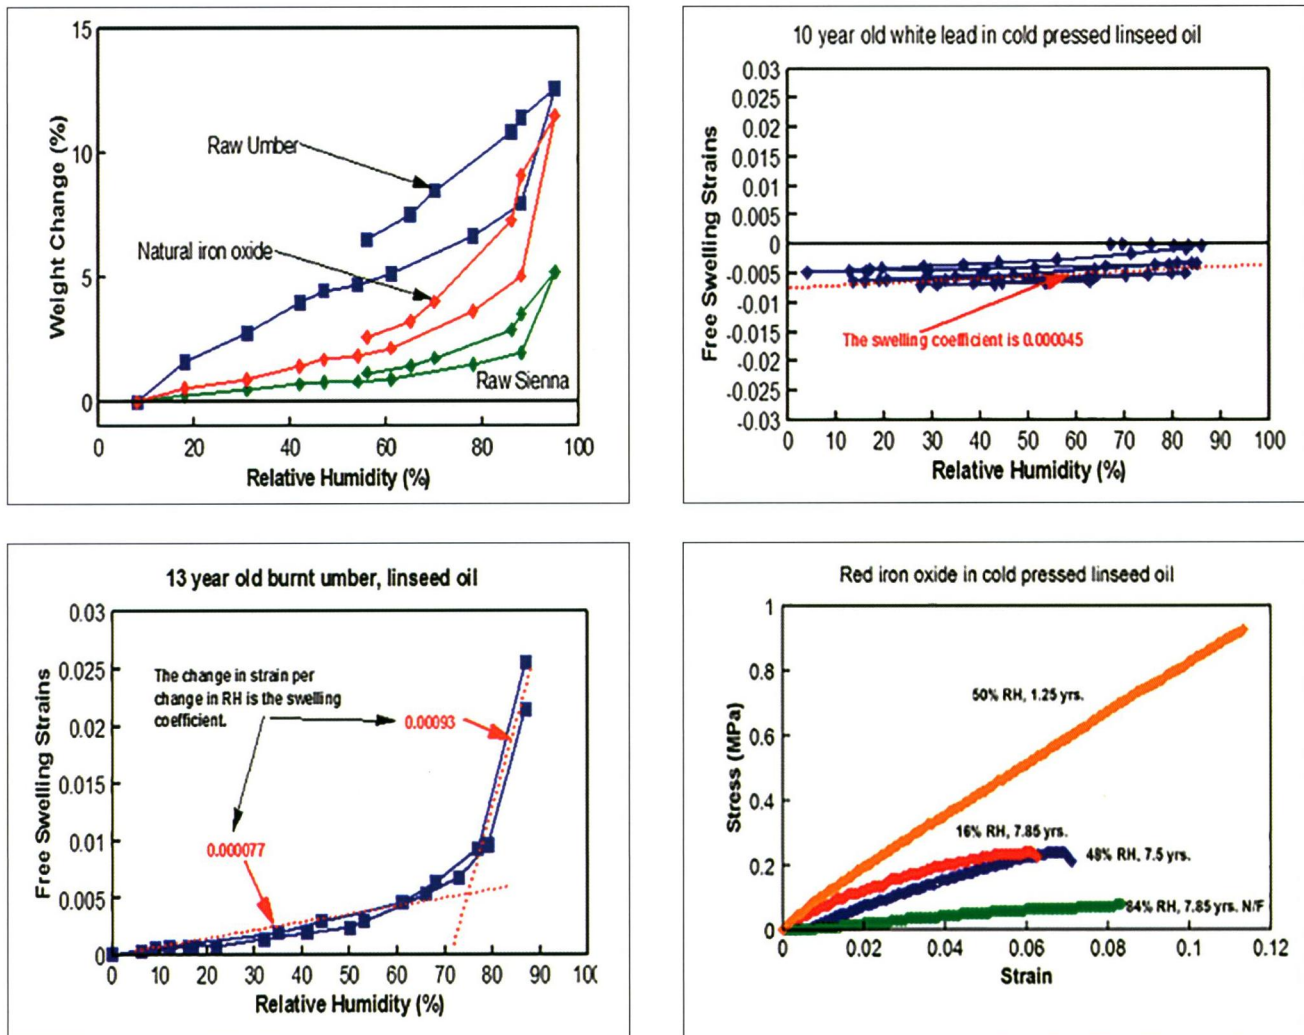 15
10
5
0
Weight Change (%)
Raw Umber
Natural iron oxide
Raw Sienna
0 20 40 60 80 100
Relative Humidity (%)
10 year old white lead in cold pressed linseed oil
0.03
0.02
0.015
0.01
0.005
0
-0.005
-0.01
-0.015
-0.02
-0.03
Free Swelling Strains
The swelling coefficient is 0.000045
0 10 20 30 40 50 60 70 80 90 100
Relative Humidity (%)
13 year old burnt umber, linseed oil
0.03
0.025
0.02
0.015
0.01
0.005
0
Free Swelling Strains
The change in strain per
change in RH is the swelling
coefficient.
0.00093
0.000077
0 10 20 30 40 50 60 70 80 90
Relative Humidity (%)
Red iron oxide in cold pressed linseed oil
1
0.8
0.6
0.4
0.2
0
Stress (MPa)
50% RH, 1.25 yrs.
16% RH, 7.85 yrs.
48% RH, 7.5 yrs.
84% RH, 7.85 yrs. N/F
0 0.02 0.04 0.06 0.08 0.1 0.12
Strain